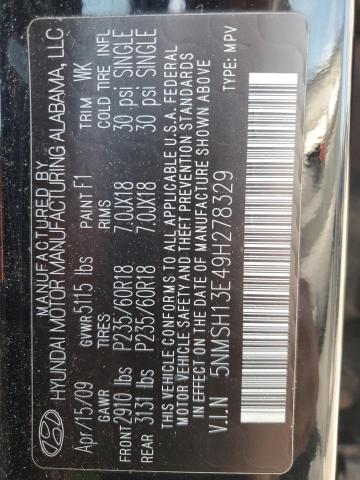 MANUFACTURED BY
HYUNDAI MOTOR MANUFACTURING ALABAMA, LLC
Apr/15/09 GVWR 5115 lbs PAINT F1 TRIM WK
GAWR TIRES RIMS COLD TIRE INFL
FRONT 2910 lbs P235/60R18 7.0JX18 30 psi SINGLE
REAR 3131 lbs P235/60R18 7.0JX18 30 psi SINGLE
THIS VEHICLE CONFORMS TO ALL APPLICABLE U.S.A. FEDERAL
MOTOR VEHICLE SAFETY AND THEFT PREVENTION STANDARDS
IN EFFECT ON THE DATE OF MANUFACTURE SHOWN ABOVE
V.I.N 5NMSH13E49H278329 TYPE: MPV